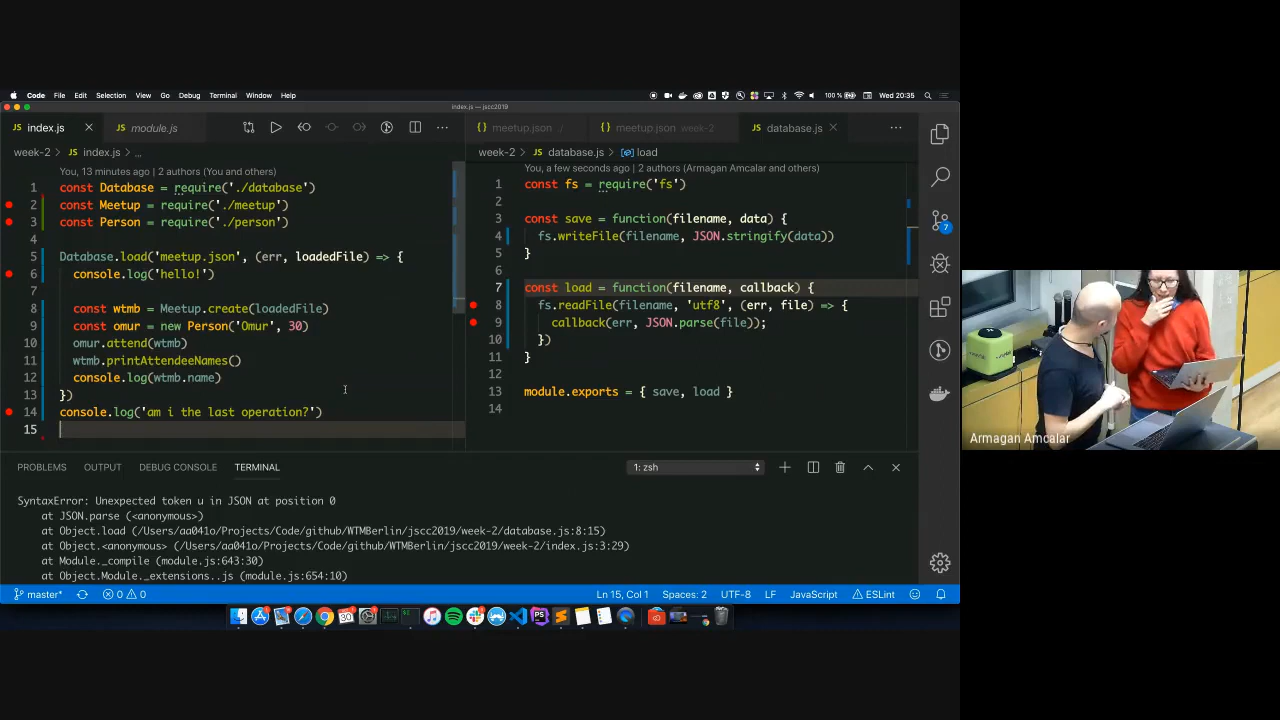 Code File Edit Selection View Go Debug Terminal Window Help
100 % Wed 20:35
index.js — jscc2019
index.js module.js
meetup.json / meetup.json week-2 database.js
week-2 > index.js > ...
You, 13 minutes ago | 2 authors (You and others)
1 const Database = require('./database')
2 const Meetup = require('./meetup')
3 const Person = require('./person')
4
5 Database.load('meetup.json', (err, loadedFile) => {
6 console.log('hello!')
7
8 const wtmb = Meetup.create(loadedFile)
9 const omur = new Person('Omur', 30)
10 omur.attend(wtmb)
11 wtmb.printAttendeeNames()
12 console.log(wtmb.name)
13 })
14 console.log('am i the last operation?')
15
week-2 > database.js > load
You, a few seconds ago | 2 authors (Armagan Amcalar and others)
1 const fs = require('fs')
2
3 const save = function(filename, data) {
4 fs.writeFile(filename, JSON.stringify(data))
5 }
6
7 const load = function(filename, callback) {
8 fs.readFile(filename, 'utf8', (err, file) => {
9 callback(err, JSON.parse(file));
10 })
11 }
12
13 module.exports = { save, load }
14
7
PROBLEMS OUTPUT DEBUG CONSOLE TERMINAL 1: zsh
SyntaxError: Unexpected token u in JSON at position 0
at JSON.parse (<anonymous>)
at Object.load (/Users/aa041o/Projects/Code/github/WTMBerlin/jscc2019/week-2/database.js:8:15)
at Object.<anonymous> (/Users/aa041o/Projects/Code/github/WTMBerlin/jscc2019/week-2/index.js:3:29)
at Module._compile (module.js:643:30)
at Object.Module._extensions..js (module.js:654:10)
master* 0 0 Ln 15, Col 1 Spaces: 2 UTF-8 LF JavaScript ESLint
Armagan Amcalar